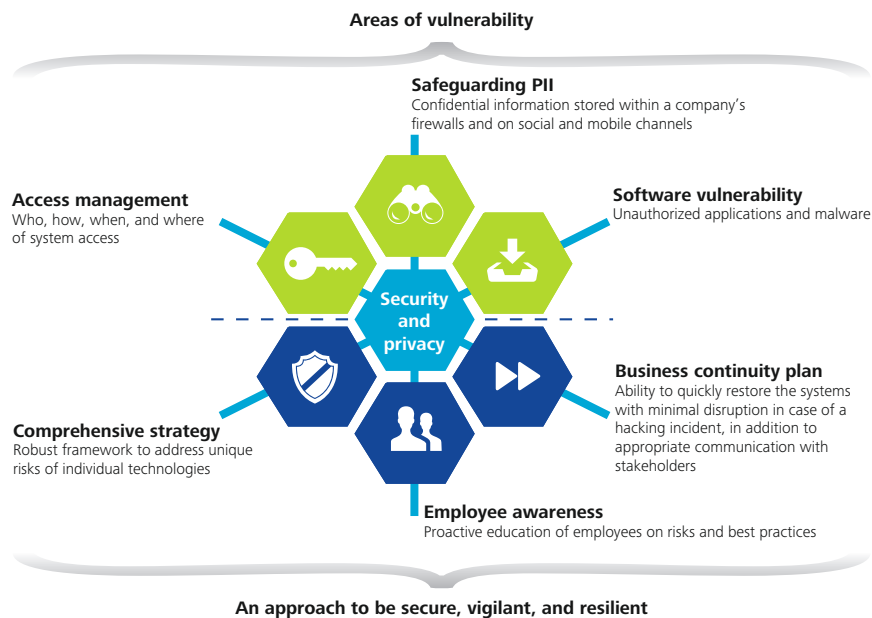 Areas of vulnerability
Safeguarding PII
Confidential information stored within a company’s
firewalls and on social and mobile channels
Access management
Who, how, when, and where
of system access
Software vulnerability
Unauthorized applications and malware
Security
and
privacy
Comprehensive strategy
Robust framework to address unique
risks of individual technologies
Business continuity plan
Ability to quickly restore the systems
with minimal disruption in case of a
hacking incident, in addition to
appropriate communication with
stakeholders
Employee awareness
Proactive education of employees on risks and best practices
An approach to be secure, vigilant, and resilient